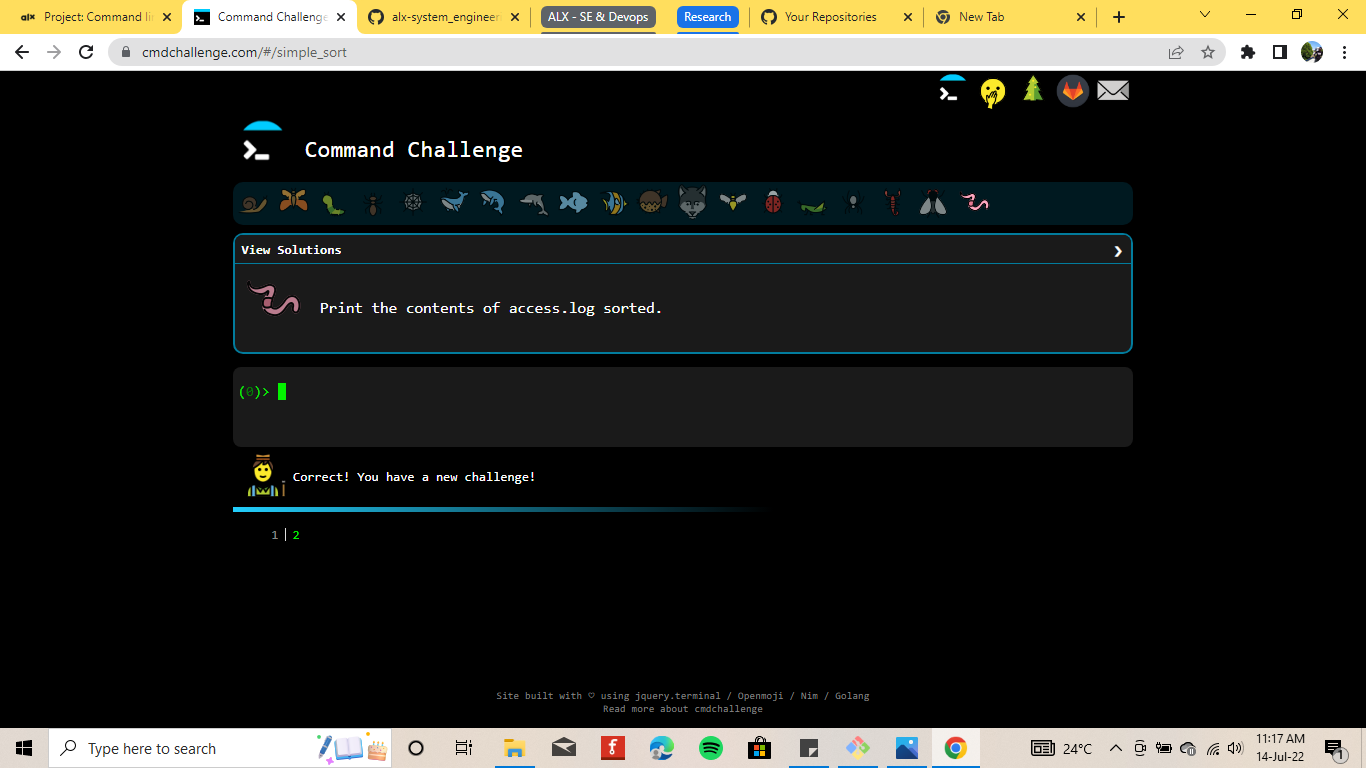 alx Project: Command lin
Command Challenge
alx-system_engineer
ALX - SE & Devops
Research
Your Repositories
New Tab
cmdchallenge.com/#/simple_sort
Command Challenge
View Solutions
Print the contents of access.log sorted.
(0)>
Correct! You have a new challenge!
1 | 2
Site built with ♡ using jquery.terminal / Openmoji / Nim / Golang
Read more about cmdchallenge
Type here to search
24°C
11:17 AM
14-Jul-22
1